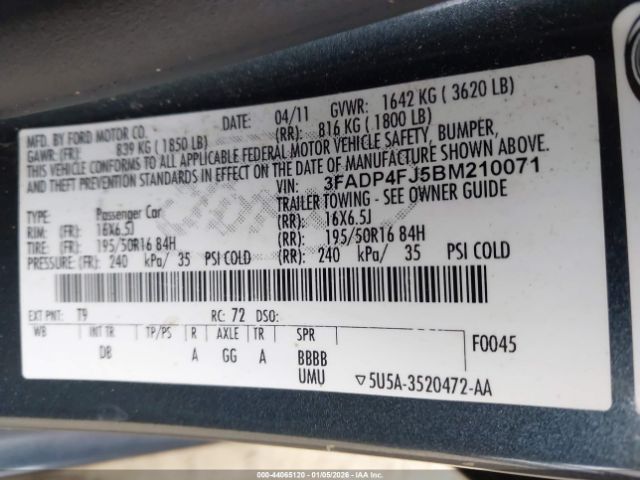 MFD. BY FORD MOTOR CO. DATE: 04/11 GVWR: 1642 KG ( 3620 LB)
GAWR: (FR): 839 KG ( 1850 LB) (RR): 816 KG ( 1800 LB)
THIS VEHICLE CONFORMS TO ALL APPLICABLE FEDERAL MOTOR VEHICLE SAFETY, BUMPER,
AND THEFT PREVENTION STANDARDS IN EFFECT ON THE DATE OF MANUFACTURE SHOWN ABOVE.
VIN: 3FADP4FJ5BM210071
TYPE: Passenger Car TRAILER TOWING - SEE OWNER GUIDE
RIM: (FR): 16X6.5J (RR): 16X6.5J
TIRE: (FR): 195/50R16 84H (RR): 195/50R16 84H
PRESSURE: (FR): 240 kPa/ 35 PSI COLD (RR): 240 kPa/ 35 PSI COLD
EXT PNT: T9 RC: 72 DSO:
WB INT TR TP/PS R AXLE TR SPR F0045
DB A GG A BBBB
UMU ▽5U5A-3520472-AA
000-44065120 - 01/05/2026 - IAAI.COM